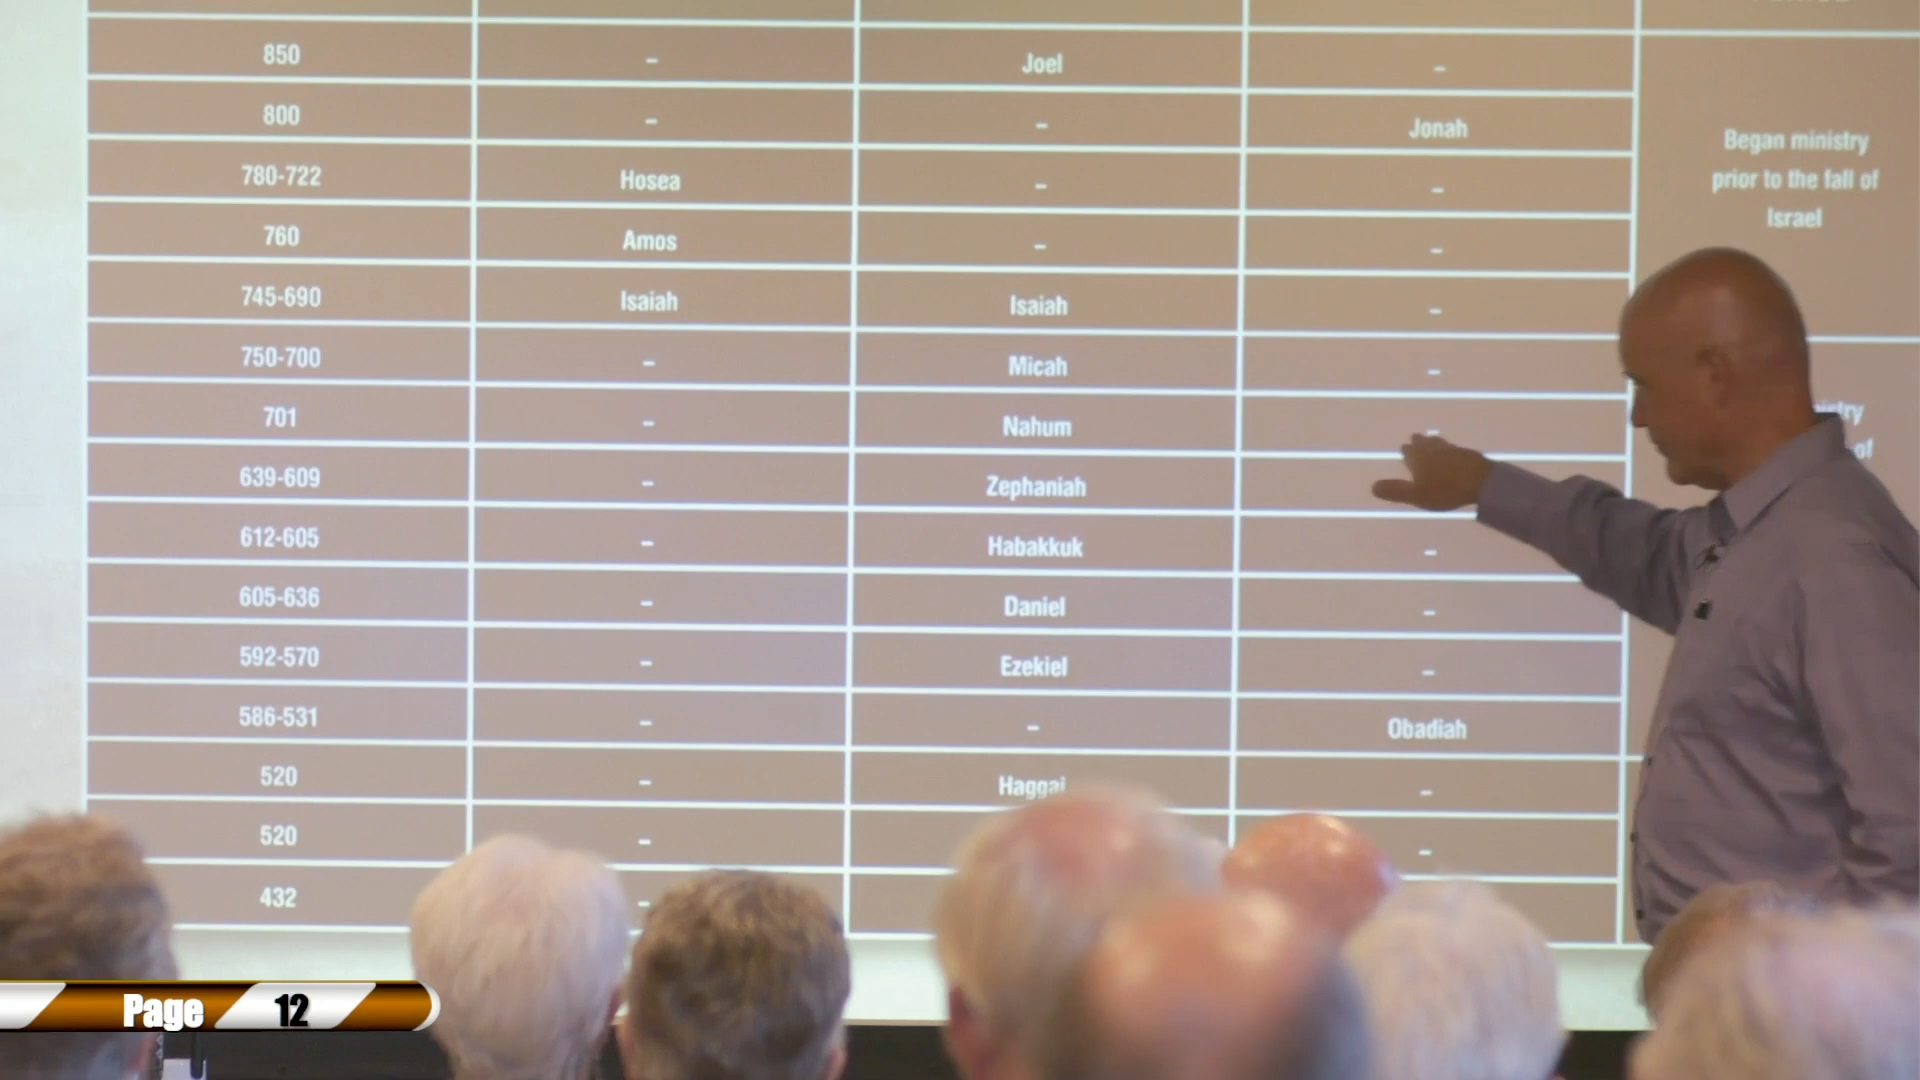 850 – Joel –
800 – – Jonah
Began ministry
prior to the fall of
Israel
780-722 Hosea – –
760 Amos – –
745-690 Isaiah Isaiah –
750-700 – Micah –
701 – Nahum –
of
639-609 – Zephaniah
612-605 – Habakkuk –
605-636 – Daniel –
592-570 – Ezekiel –
586-531 – – Obadiah
520 – Haggai –
520 – –
432 –
Page 12